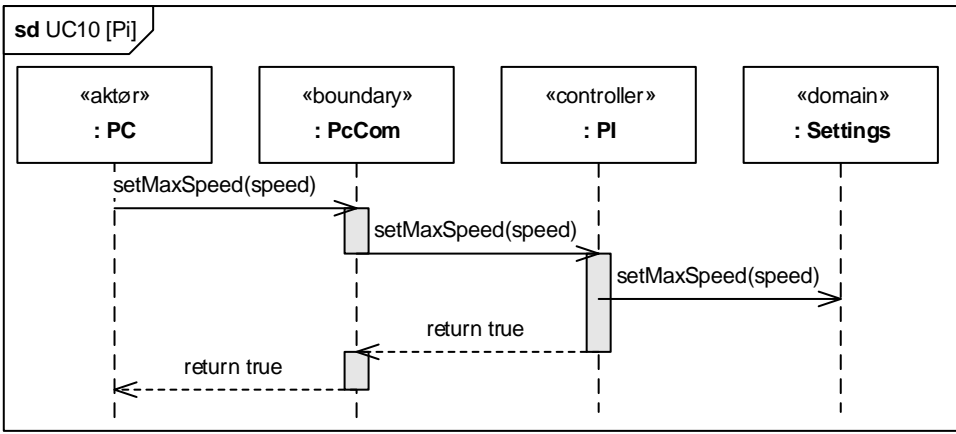 sd UC10 [Pi]
«aktør»
: PC
«boundary»
: PcCom
«controller»
: PI
«domain»
: Settings
setMaxSpeed(speed)
setMaxSpeed(speed)
setMaxSpeed(speed)
return true
return true